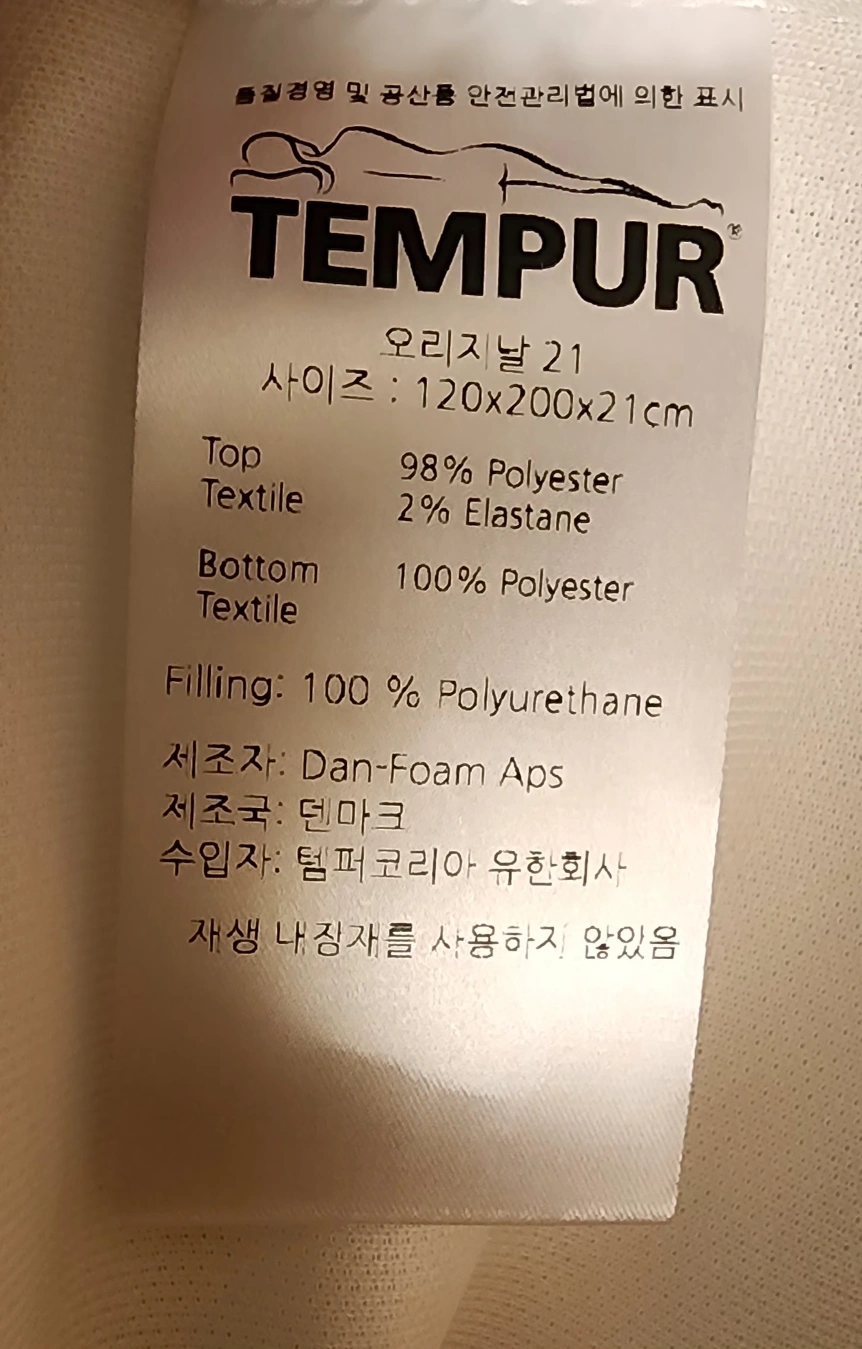 품질경영 및 공산품 안전관리법에 의한 표시
TEMPUR®
오리지날 21
사이즈 : 120x200x21cm
Top Textile 98% Polyester 2% Elastane
Bottom Textile 100% Polyester
Filling: 100 % Polyurethane
제조자: Dan-Foam Aps
제조국: 덴마크
수입자: 템퍼코리아 유한회사
재생 내장재를 사용하지 않았음